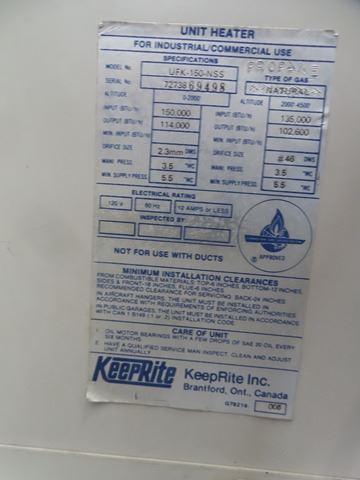 UNIT HEATER
FOR INDUSTRIAL/COMMERCIAL USE
SPECIFICATIONS
MODEL No. UFK-150-NSS PROPANE
SERIAL No. 72738 69498 TYPE OF GAS
NATURAL
ALTITUDE 0-2000 ALTITUDE 2000-4500
INPUT (BTU/H) 150,000 INPUT (BTU/H) 135,000
OUTPUT (BTU/H) 114,000 OUTPUT (BTU/H) 102,600
MIN. INPUT (BTU/H) MIN. INPUT (BTU/H)
ORIFICE SIZE 2.3mm DMS ORIFICE SIZE #46 DMS
MANI. PRESS. 3.5 "WC MANI. PRESS. 3.5 "WC
MIN. SUPPLY PRESS 5.5 "WC MIN. SUPPLY PRESS. 5.5 "WC
ELECTRICAL RATING
120 V 60 Hz 12 AMPS or LESS
INSPECTED BY
APPROVED
NOT FOR USE WITH DUCTS
MINIMUM INSTALLATION CLEARANCES
FROM COMBUSTIBLE MATERIALS: TOP-6 INCHES, BOTTOM-12 INCHES,
SIDES & FRONT-18 INCHES, FLUE-6 INCHES
RECOMMENDED CLEARANCE FOR SERVICING: BACK-24 INCHES
IN AIRCRAFT HANGERS, THE UNIT MUST BE INSTALLED IN
ACCORDANCE WITH REQUIREMENTS OF ENFORCING AUTHORITIES
IN PUBLIC GARAGES, THE UNIT MUST BE INSTALLED IN ACCORDANCE
WITH CAN 1 B149 (1 or 2) INSTALLATION CODE
CARE OF UNIT
1. OIL MOTOR BEARINGS WITH A FEW DROPS OF SAE 20 OIL EVERY
SIX MONTHS
2. HAVE A QUALIFIED SERVICE MAN INSPECT, CLEAN AND ADJUST
UNIT ANNUALLY
KeepRite KeepRite Inc.
Brantford, Ont., Canada
G78216 008